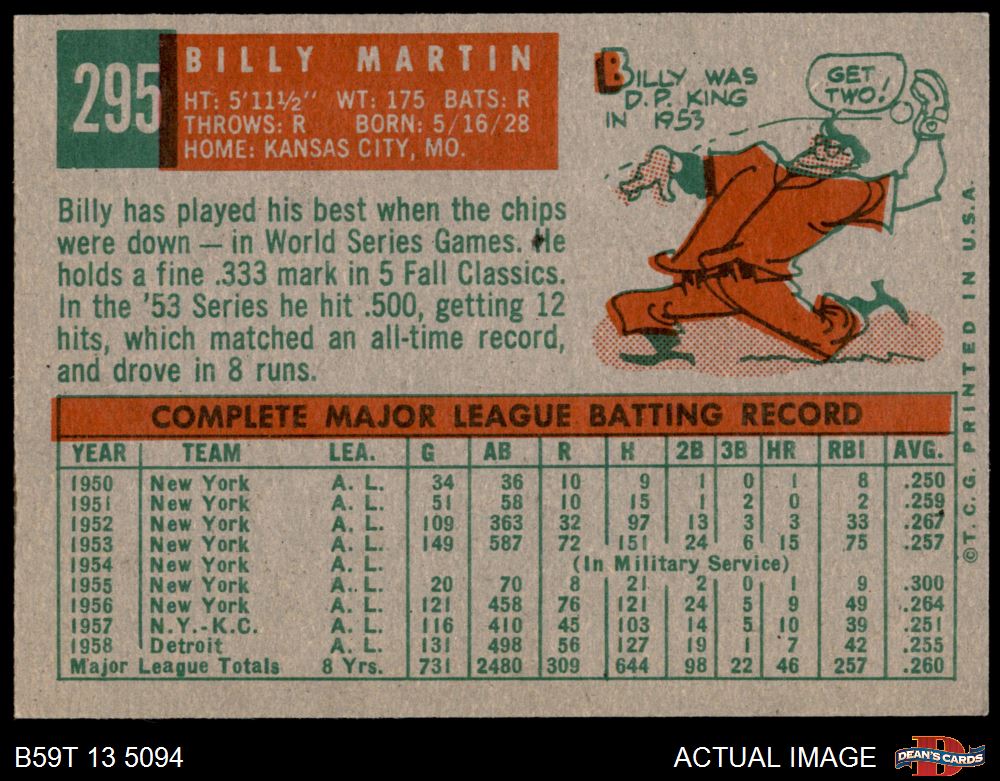 295
BILLY MARTIN
HT: 5'11½" WT: 175 BATS: R
THROWS: R BORN: 5/16/28
HOME: KANSAS CITY, MO.
BILLY WAS
D.P. KING
IN 1953
GET
TWO!
Billy has played his best when the chips
were down — in World Series Games. He
holds a fine .333 mark in 5 Fall Classics.
In the '53 Series he hit .500, getting 12
hits, which matched an all-time record,
and drove in 8 runs.
COMPLETE MAJOR LEAGUE BATTING RECORD
YEAR TEAM LEA. G AB R H 2B 3B HR RBI AVG.
1950 New York A. L. 34 36 10 9 1 0 1 8 .250
1951 New York A. L. 51 58 10 15 1 2 0 2 .259
1952 New York A. L. 109 363 32 97 13 3 3 33 .267
1953 New York A. L. 149 587 72 151 24 6 15 75 .257
1954 New York A. L. (In Military Service)
1955 New York A. L. 20 70 8 21 2 0 1 9 .300
1956 New York A. L. 121 458 76 121 24 5 9 49 .264
1957 N.Y.-K.C. A. L. 116 410 45 103 14 5 10 39 .251
1958 Detroit A. L. 131 498 56 127 19 1 7 42 .255
Major League Totals 8 Yrs. 731 2480 309 644 98 22 46 257 .260
©T. C. G. PRINTED IN U.S.A.
B59T 13 5094
ACTUAL IMAGE
D
DEAN'S CARDS